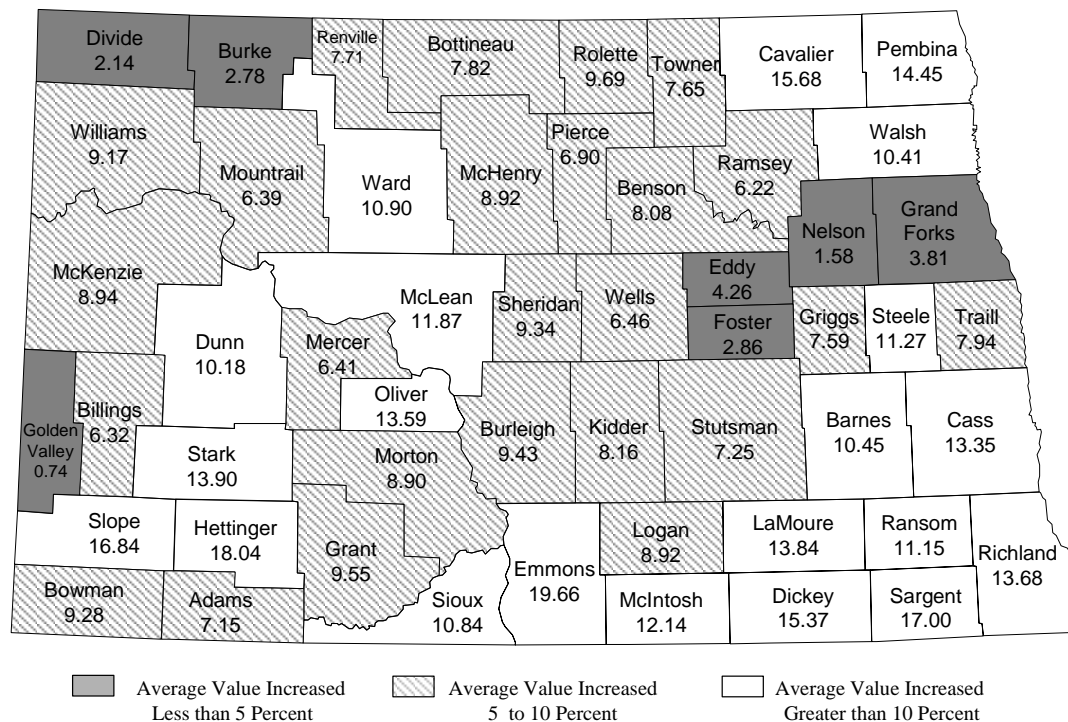 Divide
2.14
Burke
2.78
Renville
7.71
Bottineau
7.82
Rolette
9.69
Towner
7.65
Cavalier
15.68
Pembina
14.45
Williams
9.17
Mountrail
6.39
Ward
10.90
McHenry
8.92
Pierce
6.90
Benson
8.08
Ramsey
6.22
Walsh
10.41
Nelson
1.58
Grand
Forks
3.81
McKenzie
8.94
Dunn
10.18
McLean
11.87
Mercer
6.41
Oliver
13.59
Sheridan
9.34
Wells
6.46
Eddy
4.26
Foster
2.86
Griggs
7.59
Steele
11.27
Traill
7.94
Golden
Valley
0.74
Billings
6.32
Stark
13.90
Morton
8.90
Burleigh
9.43
Kidder
8.16
Stutsman
7.25
Barnes
10.45
Cass
13.35
Slope
16.84
Hettinger
18.04
Grant
9.55
Sioux
10.84
Emmons
19.66
Logan
8.92
LaMoure
13.84
Ransom
11.15
Richland
13.68
Bowman
9.28
Adams
7.15
McIntosh
12.14
Dickey
15.37
Sargent
17.00
Average Value Increased
Less than 5 Percent
Average Value Increased
5 to 10 Percent
Average Value Increased
Greater than 10 Percent